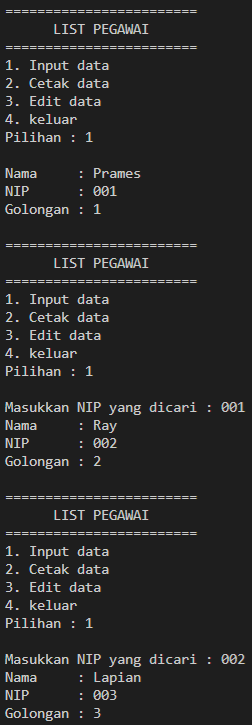 ========================
      LIST PEGAWAI
========================
1. Input data
2. Cetak data
3. Edit data
4. keluar
Pilihan : 1

Nama     : Prames
NIP      : 001
Golongan : 1

========================
      LIST PEGAWAI
========================
1. Input data
2. Cetak data
3. Edit data
4. keluar
Pilihan : 1

Masukkan NIP yang dicari : 001
Nama     : Ray
NIP      : 002
Golongan : 2

========================
      LIST PEGAWAI
========================
1. Input data
2. Cetak data
3. Edit data
4. keluar
Pilihan : 1

Masukkan NIP yang dicari : 002
Nama     : Lapian
NIP      : 003
Golongan : 3